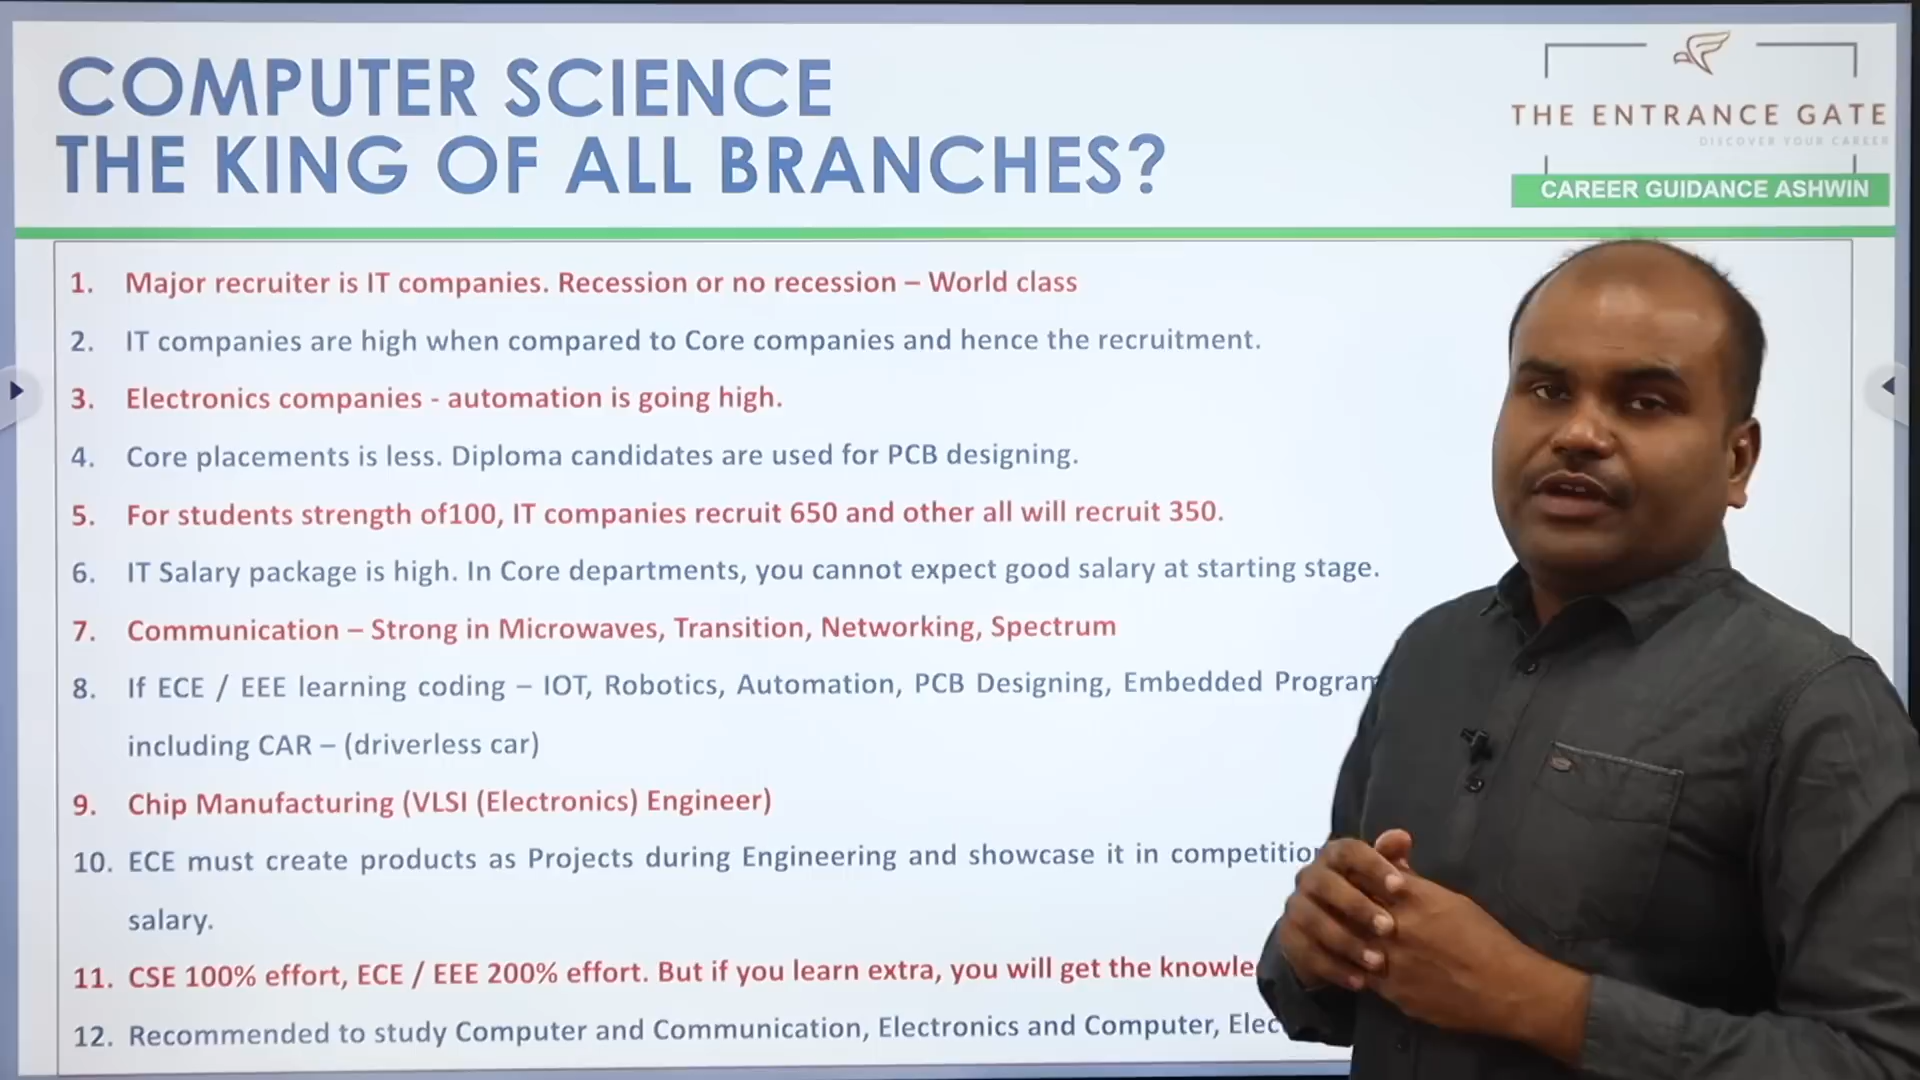 COMPUTER SCIENCE
THE KING OF ALL BRANCHES?
THE ENTRANCE GATE
DISCOVER YOUR CAREER
CAREER GUIDANCE ASHWIN
1. Major recruiter is IT companies. Recession or no recession – World class
2. IT companies are high when compared to Core companies and hence the recruitment.
3. Electronics companies - automation is going high.
4. Core placements is less. Diploma candidates are used for PCB designing.
5. For students strength of100, IT companies recruit 650 and other all will recruit 350.
6. IT Salary package is high. In Core departments, you cannot expect good salary at starting stage.
7. Communication – Strong in Microwaves, Transition, Networking, Spectrum
8. If ECE / EEE learning coding – IOT, Robotics, Automation, PCB Designing, Embedded Program
including CAR – (driverless car)
9. Chip Manufacturing (VLSI (Electronics) Engineer)
10. ECE must create products as Projects during Engineering and showcase it in competitio
salary.
11. CSE 100% effort, ECE / EEE 200% effort. But if you learn extra, you will get the knowle
12. Recommended to study Computer and Communication, Electronics and Computer, Elec